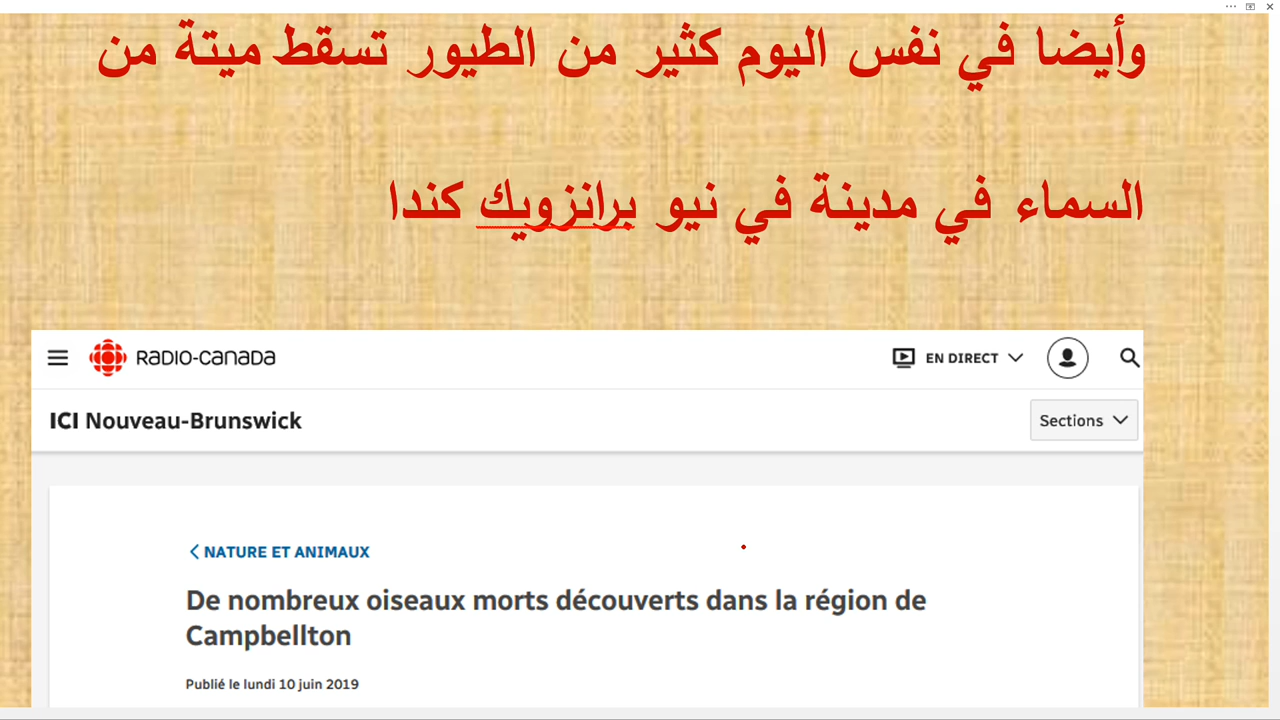 وأيضا في نفس اليوم كثير من الطيور تسقط ميتة من
السماء في مدينة في نيو برانزويك كندا
RADIO-CANADA
EN DIRECT
ICI Nouveau-Brunswick
Sections
NATURE ET ANIMAUX
De nombreux oiseaux morts découverts dans la région de
Campbellton
Publié le lundi 10 juin 2019